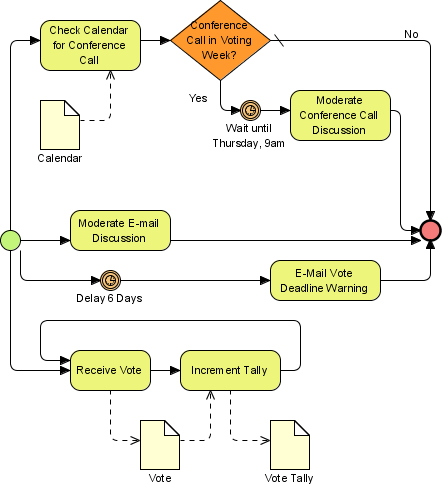 Check Calendar
for Conference
Call
Conference
Call in Voting
Week?
No
Yes
Wait until
Thursday, 9am
Moderate
Conference Call
Discussion
Calendar
Moderate E-mail
Discussion
Delay 6 Days
E-Mail Vote
Deadline Warning
Receive Vote
Increment Tally
Vote
Vote Tally